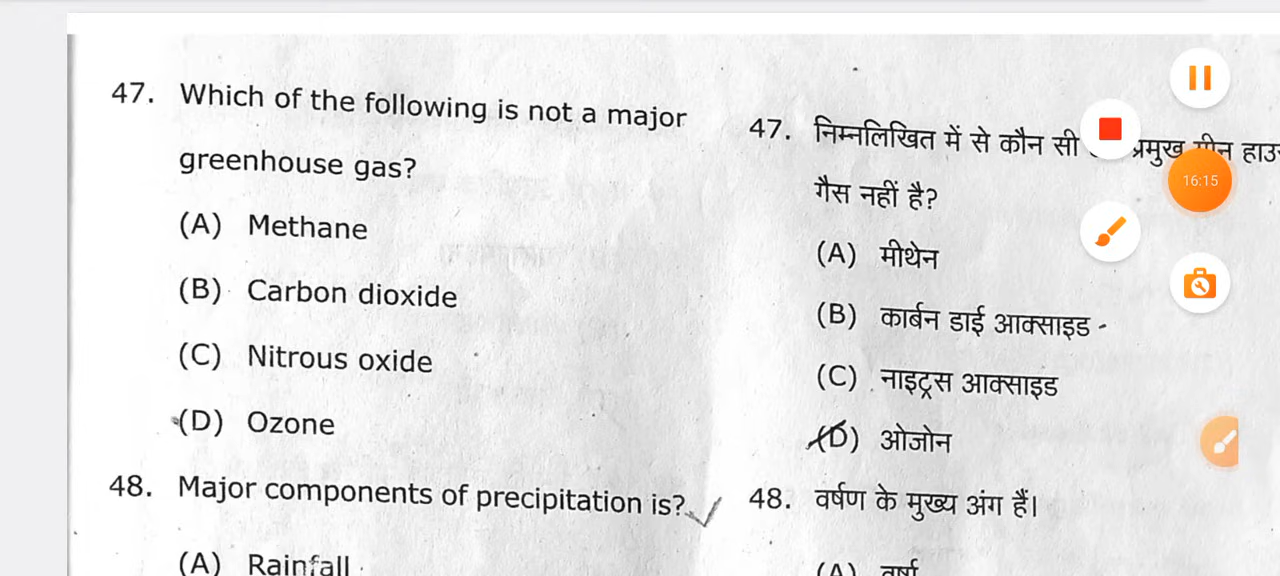 47. Which of the following is not a major
greenhouse gas?
(A) Methane
(B) Carbon dioxide
(C) Nitrous oxide
(D) Ozone
48. Major components of precipitation is?
(A) Rainfall
47. निम्नलिखित में से कौन सी प्रमुख ग्रीन हाउ
गैस नहीं है?
(A) मीथेन
(B) कार्बन डाई आक्साइड
(C) नाइट्रस आक्साइड
(D) ओजोन
48. वर्षण के मुख्य अंग हैं।
(A) वर्षा
16:15